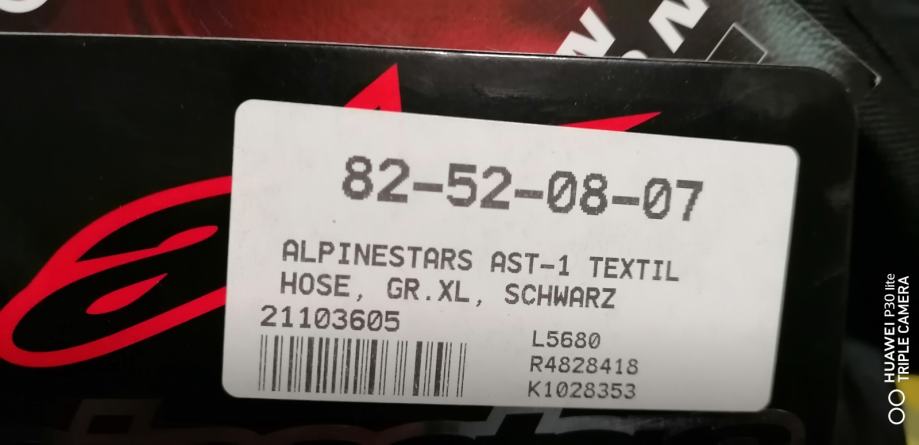 82-52-08-07
ALPINESTARS AST-1 TEXTIL
HOSE, GR.XL, SCHWARZ
21103605
L5680
R4828418
K1028353
HUAWEI P30 lite
TRIPLE CAMERA